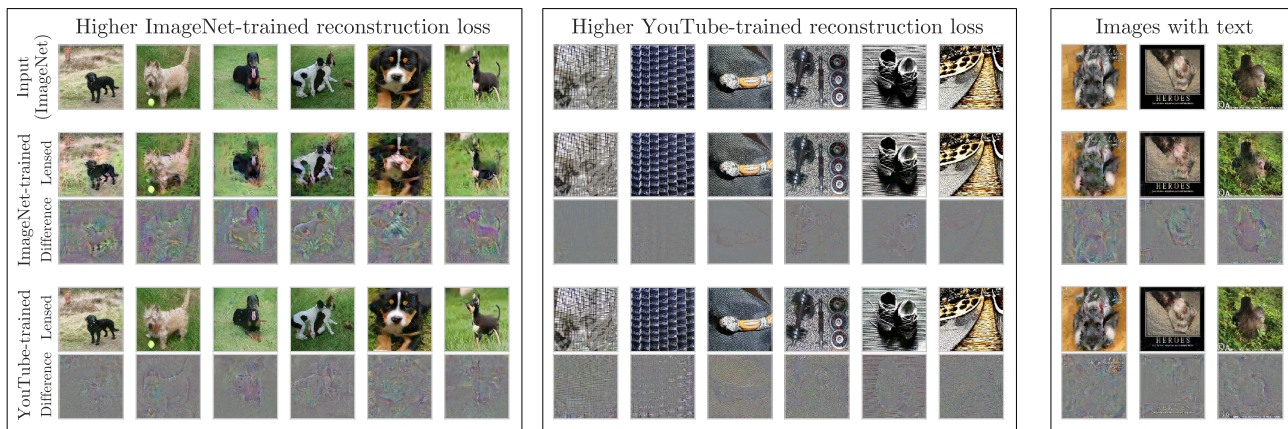 Higher ImageNet-trained reconstruction loss
Higher YouTube-trained reconstruction loss
Images with text
Input
(ImageNet)
HEROES
ImageNet-trained
Lensed
Difference
HEROES
YouTube-trained
Lensed
Difference
HEROES